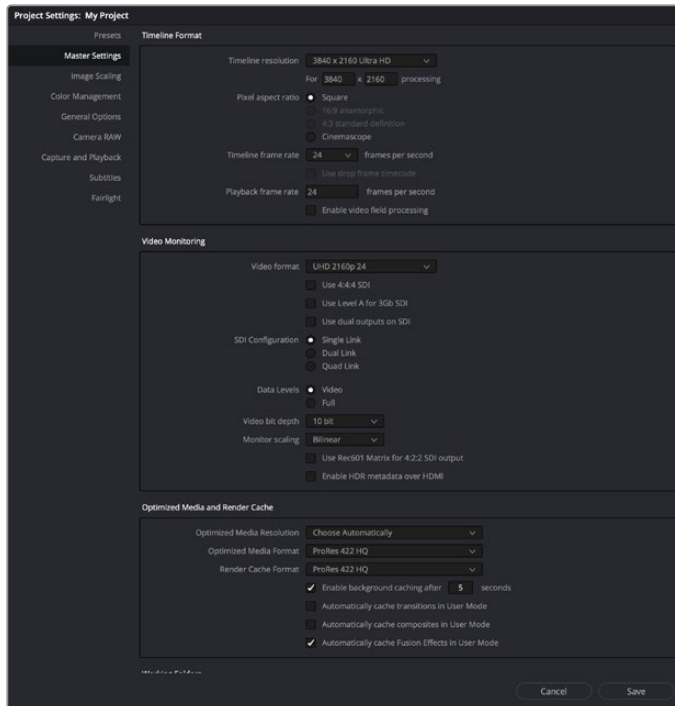 Project Settings: My Project
Presets
Master Settings
Image Scaling
Color Management
General Options
Camera RAW
Capture and Playback
Subtitles
Fairlight
Timeline Format
Timeline resolution 3840 x 2160 Ultra HD
For 3840 x 2160 processing
Pixel aspect ratio Square
16:9 anamorphic
4:3 standard definition
Cinemascope
Timeline frame rate 24 frames per second
Use drop frame timecode
Playback frame rate 24 frames per second
Enable video field processing
Video Monitoring
Video format UHD 2160p 24
Use 4:4:4 SDI
Use Level A for 3Gb SDI
Use dual outputs on SDI
SDI Configuration Single Link
Dual Link
Quad Link
Data Levels Video
Full
Video bit depth 10 bit
Monitor scaling Bilinear
Use Rec601 Matrix for 4:2:2 SDI output
Enable HDR metadata over HDMI
Optimized Media and Render Cache
Optimized Media Resolution Choose Automatically
Optimized Media Format ProRes 422 HQ
Render Cache Format ProRes 422 HQ
Enable background caching after 5 seconds
Automatically cache transitions in User Mode
Automatically cache composites in User Mode
Automatically cache Fusion Effects in User Mode
Working Folders
Cancel Save